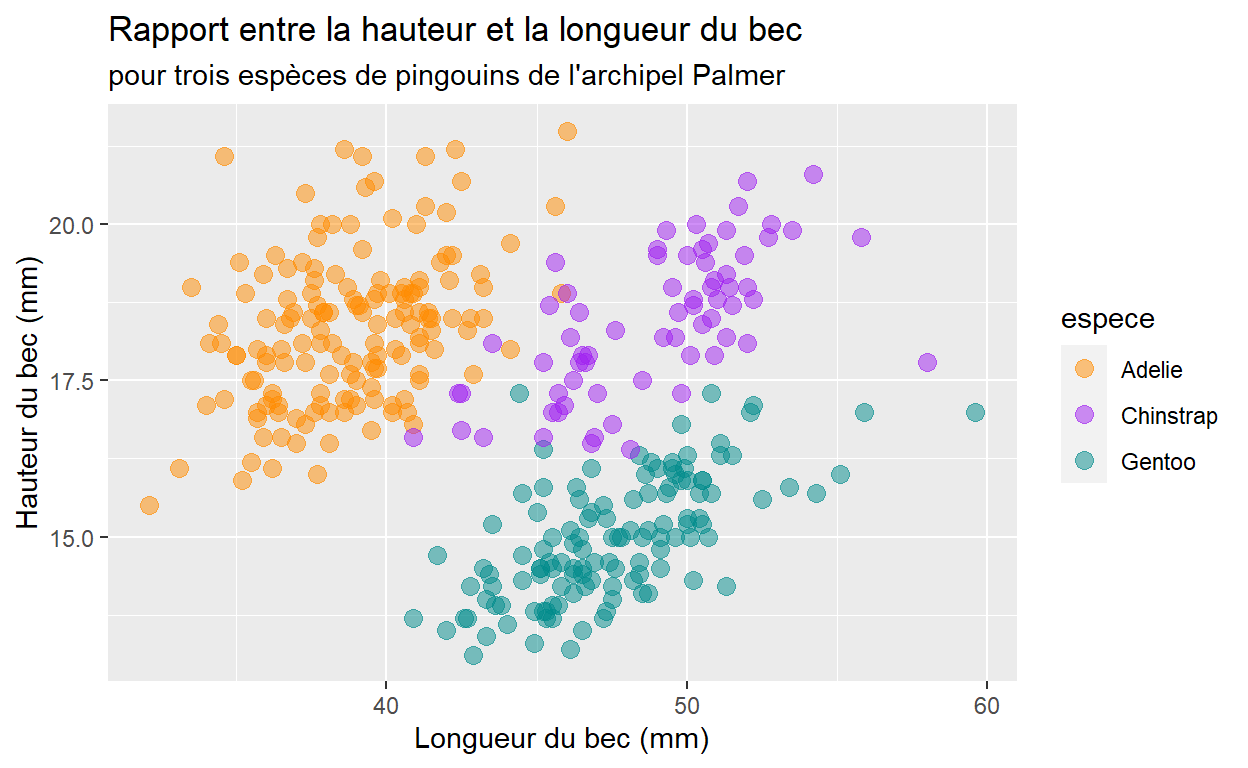 Rapport entre la hauteur et la longueur du bec
pour trois espèces de pingouins de l'archipel Palmer
Hauteur du bec (mm)
20.0
17.5
15.0
40 50 60
Longueur du bec (mm)
espece
Adelie
Chinstrap
Gentoo